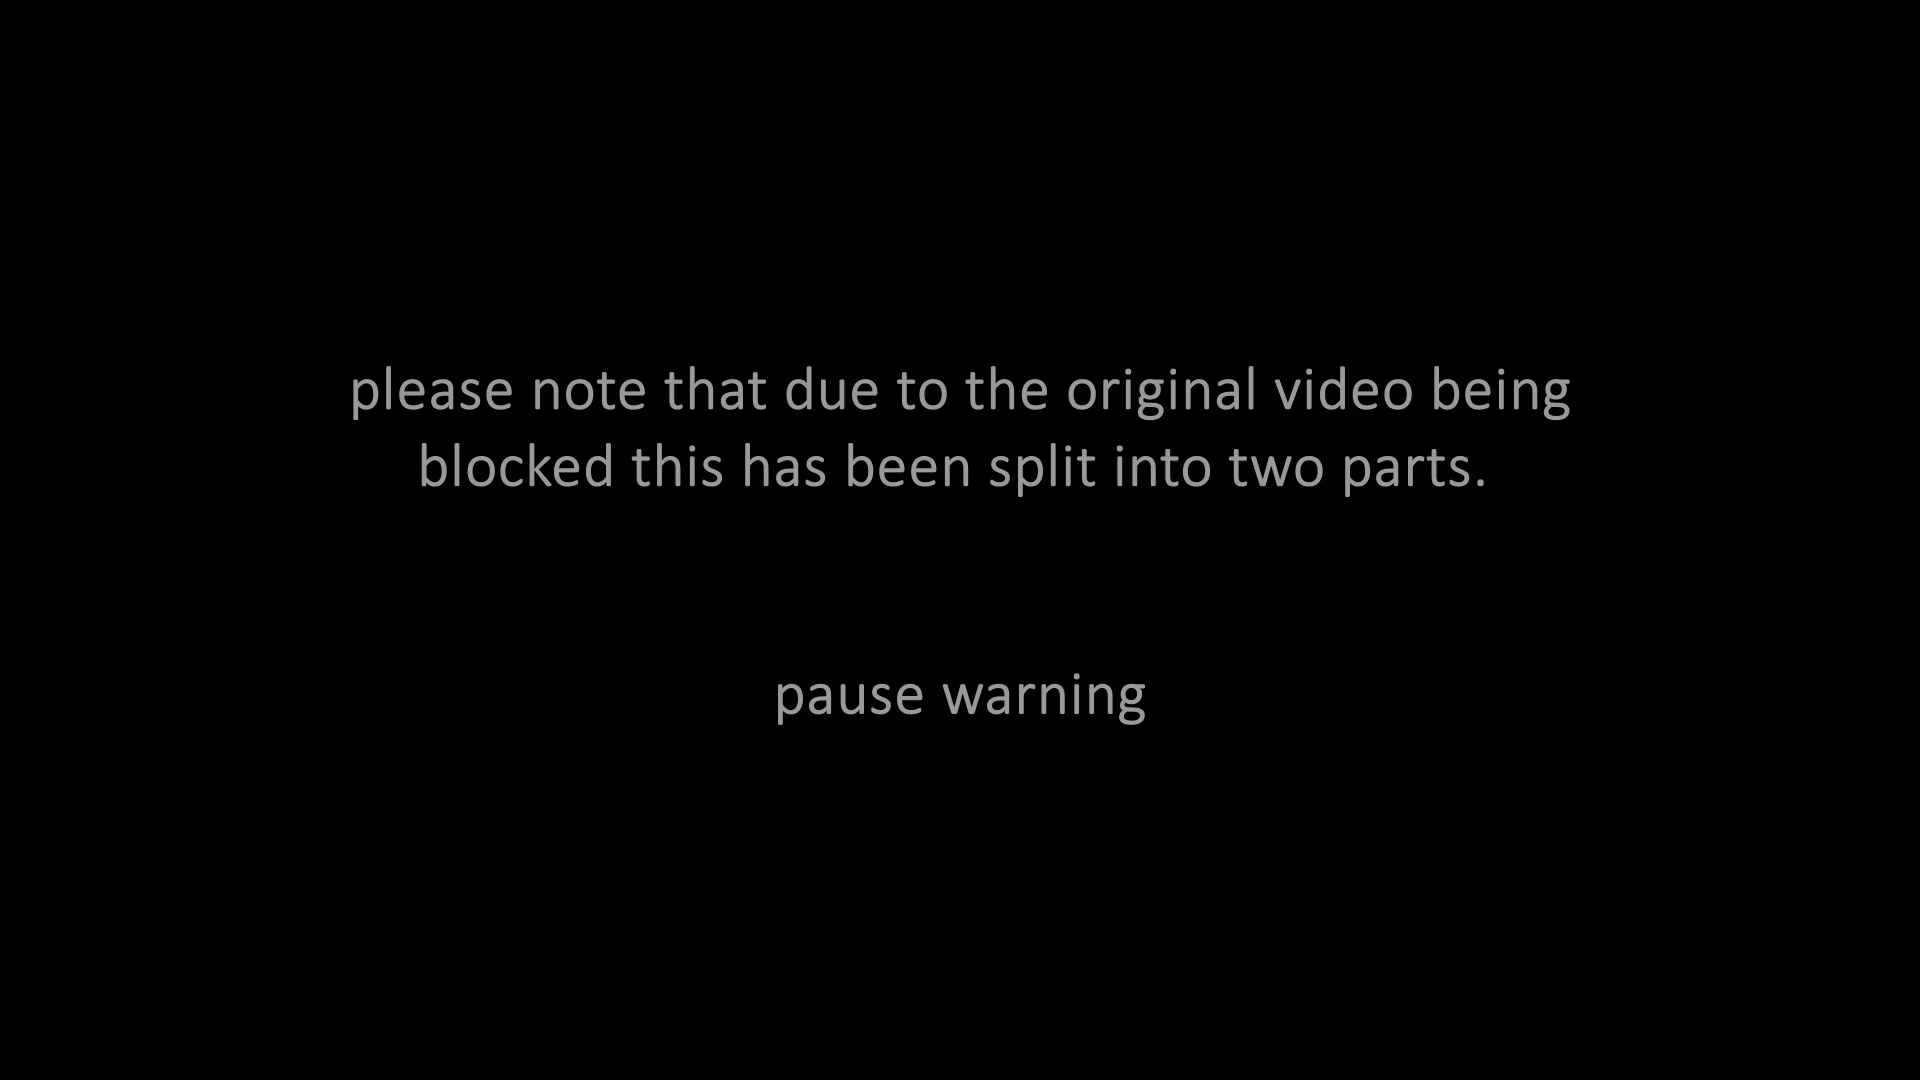 please note that due to the original video being
blocked this has been split into two parts.
pause warning